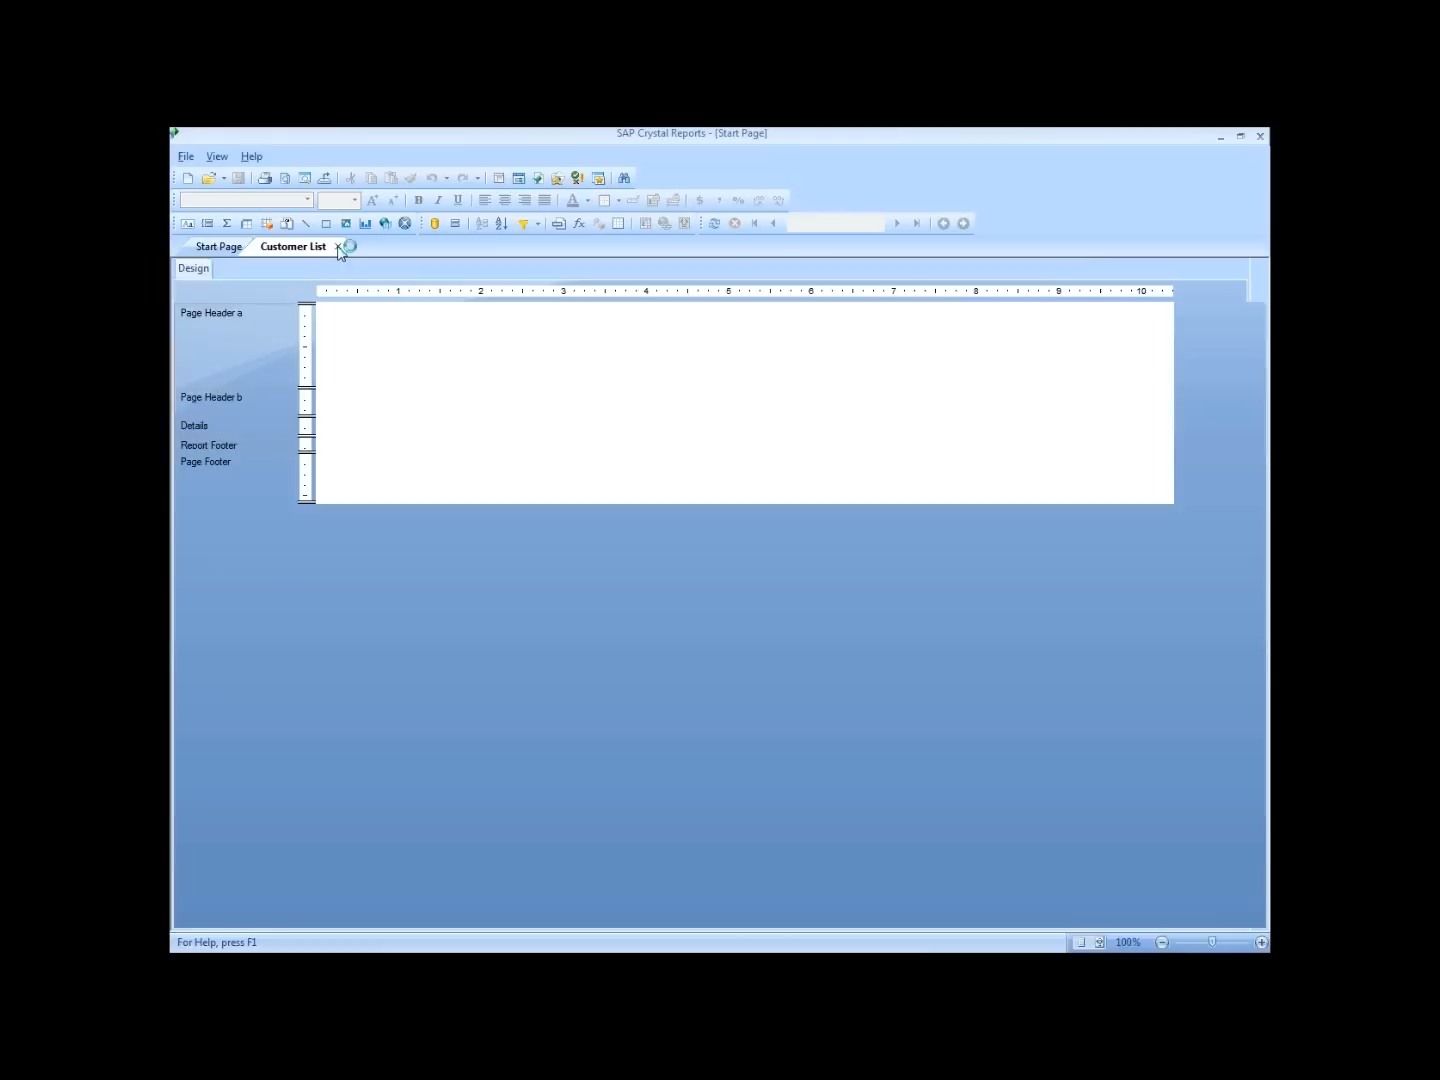 SAP Crystal Reports - [Start Page]
File View Help
Start Page Customer List
Design
1 2 3 4 5 6 7 8 9 10
Page Header a
Page Header b
Details
Report Footer
Page Footer
For Help, press F1
100%